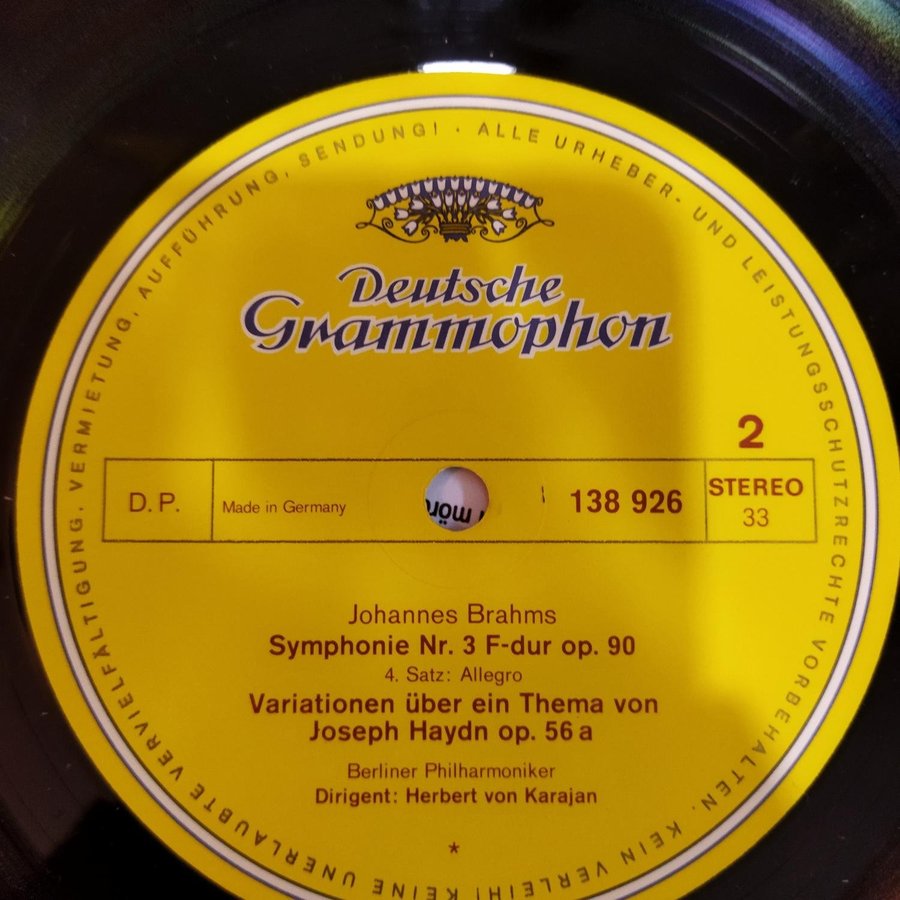 ALLE URHEBER- UND LEISTUNGSSCHUTZRECHTE VORBEHALTEN. KEIN VERLEIH! KEINE UNERLAUBTE VERVIELFÄLTIGUNG, VERMIETUNG, AUFFÜHRUNG, SENDUNG! ·
Deutsche
Grammophon
2
D.P.
Made in Germany
138 926
STEREO
33
Johannes Brahms
Symphonie Nr. 3 F-dur op. 90
4. Satz: Allegro
Variationen über ein Thema von
Joseph Haydn op. 56 a
Berliner Philharmoniker
Dirigent: Herbert von Karajan
*